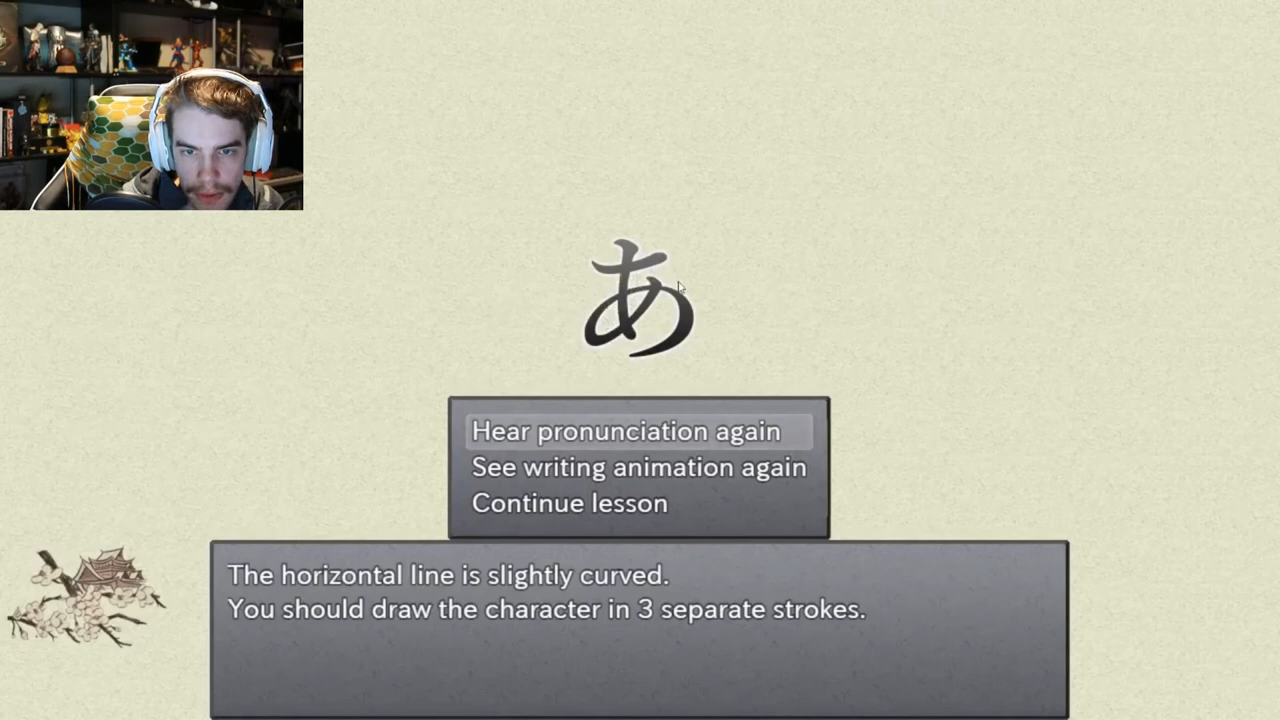 あ
Hear pronunciation again
See writing animation again
Continue lesson
The horizontal line is slightly curved.
You should draw the character in 3 separate strokes.